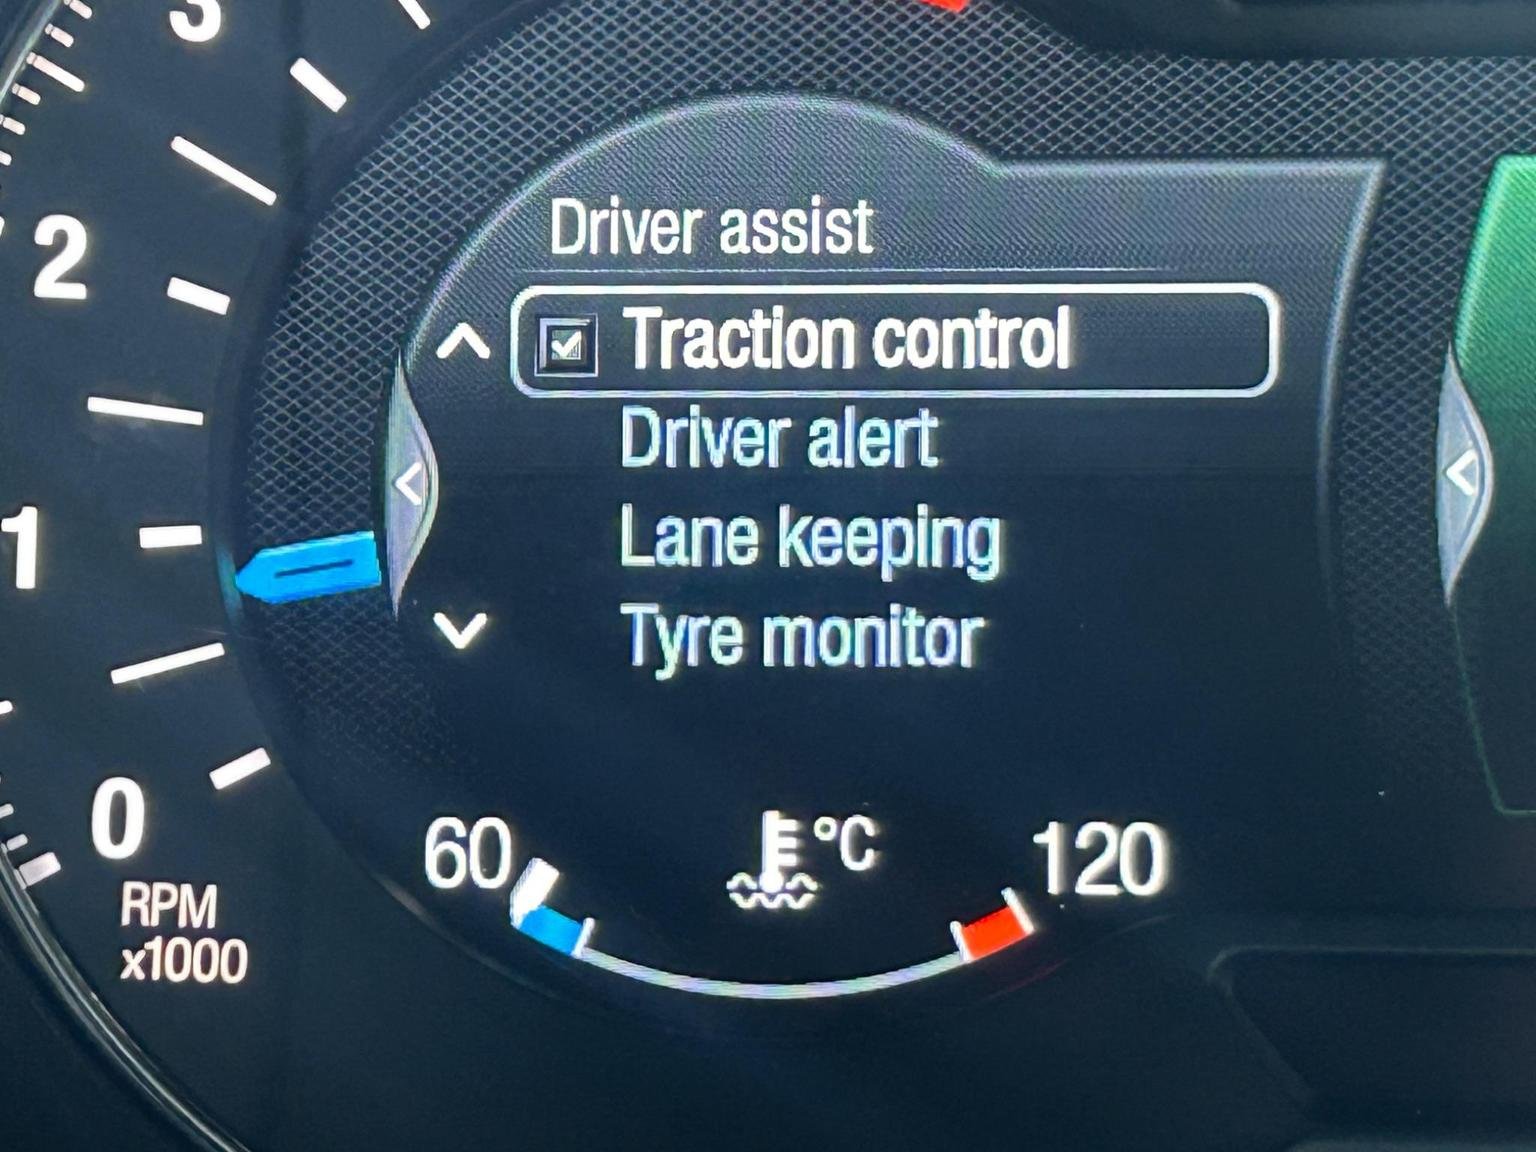 3
2
1
0
RPM
x1000
Driver assist
Traction control
Driver alert
Lane keeping
Tyre monitor
60
°C
120